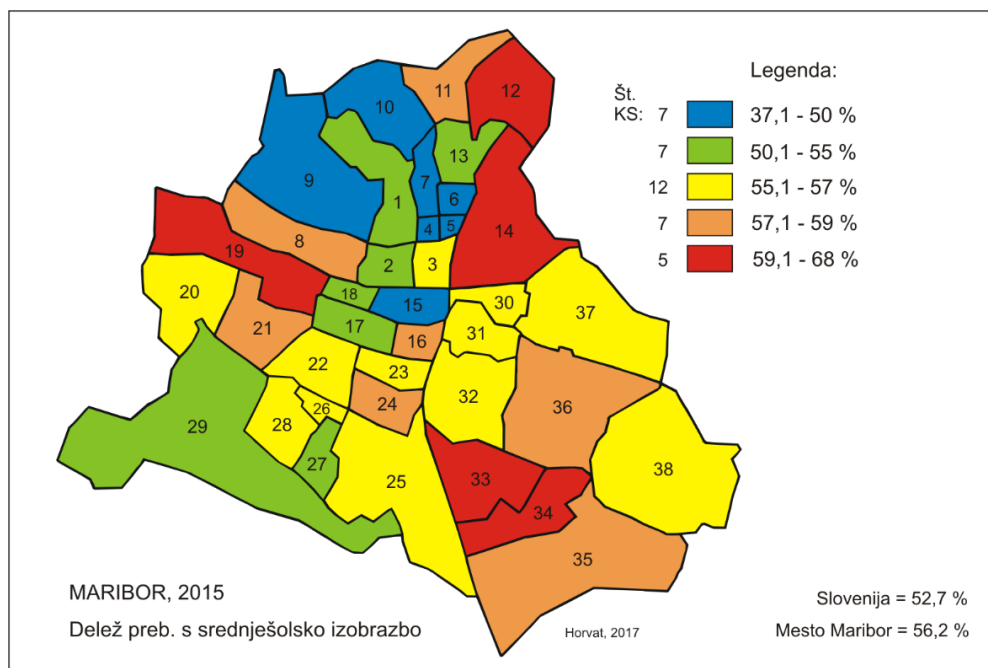 Legenda:
Št.
KS:
7 37,1 - 50 %
7 50,1 - 55 %
12 55,1 - 57 %
7 57,1 - 59 %
5 59,1 - 68 %
11
12
10
13
9
7
6
1
4
5
14
8
19
2
3
20
18
15
30
37
21
17
16
31
22
23
32
36
26
24
29
28
27
25
38
33
34
35
MARIBOR, 2015
Delež preb. s srednješolsko izobrazbo
Horvat, 2017
Slovenija = 52,7 %
Mesto Maribor = 56,2 %